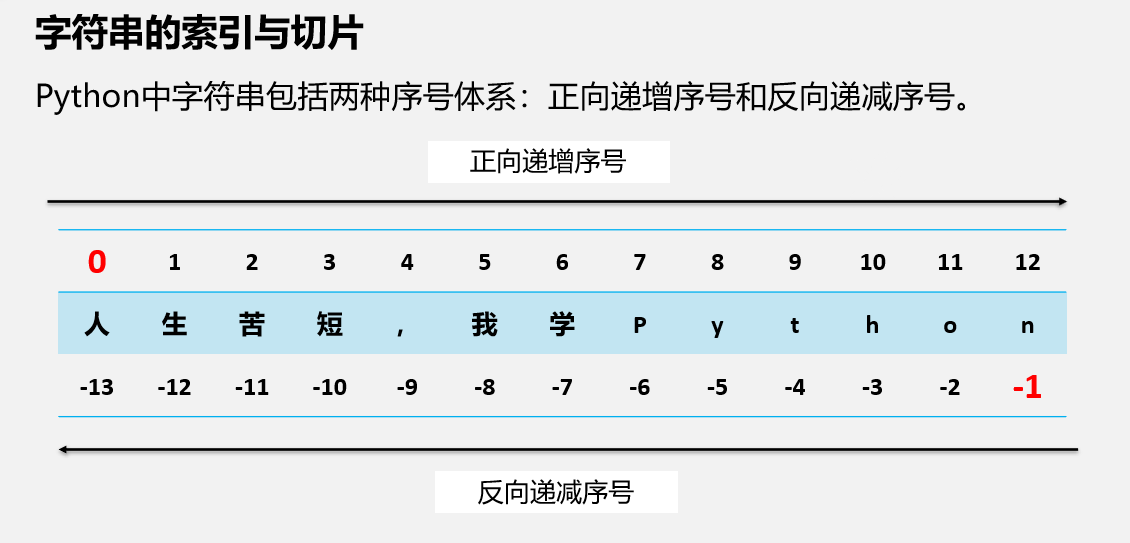 字符串的索引与切片
Python中字符串包括两种序号体系：正向递增序号和反向递减序号。
正向递增序号
0 1 2 3 4 5 6 7 8 9 10 11 12
人 生 苦 短 , 我 学 P y t h o n
-13 -12 -11 -10 -9 -8 -7 -6 -5 -4 -3 -2 -1
反向递减序号